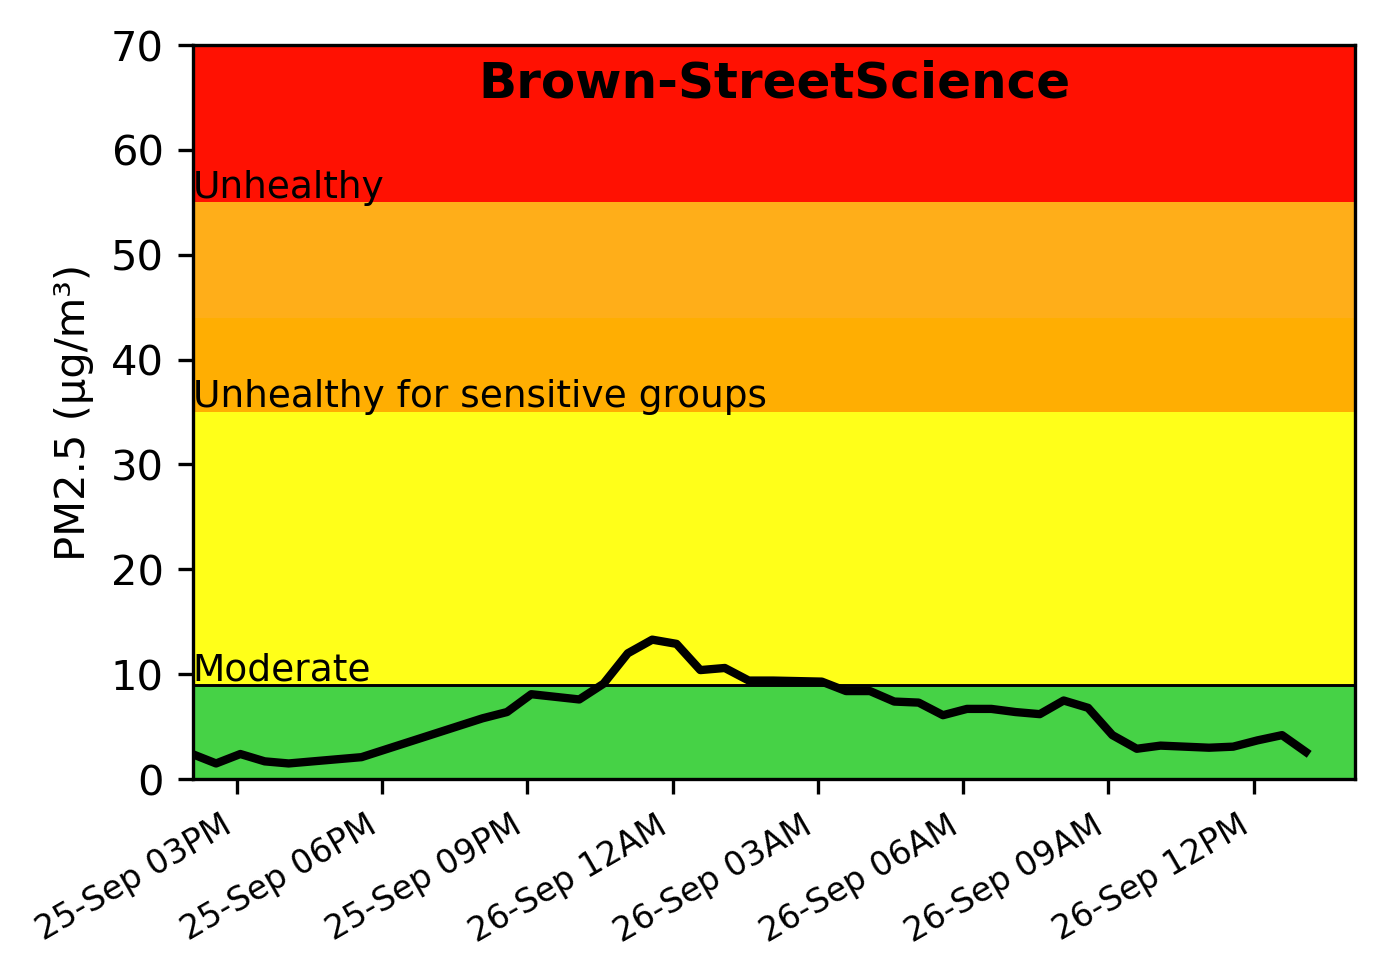 Brown-StreetScience
70
60
50
40
30
20
10
0
PM2.5 (µg/m³)
Unhealthy
Unhealthy for sensitive groups
Moderate
25-Sep 03PM
25-Sep 06PM
25-Sep 09PM
26-Sep 12AM
26-Sep 03AM
26-Sep 06AM
26-Sep 09AM
26-Sep 12PM